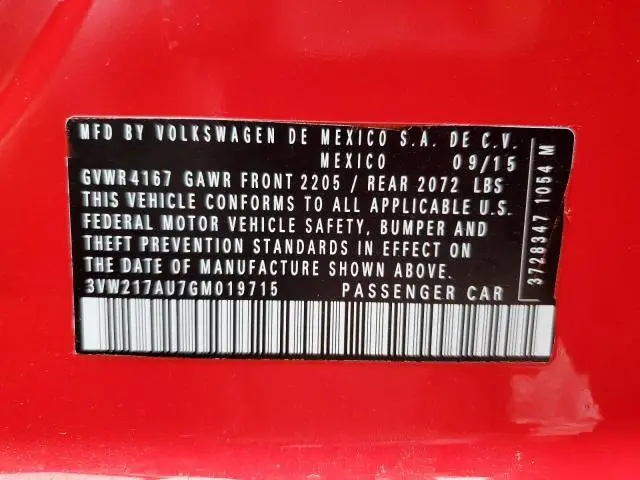 MFD BY VOLKSWAGEN DE MEXICO S.A. DE C.V.
MEXICO 09/15
GVWR 4167 GAWR FRONT 2205 / REAR 2072 LBS
THIS VEHICLE CONFORMS TO ALL APPLICABLE U.S.
FEDERAL MOTOR VEHICLE SAFETY, BUMPER AND
THEFT PREVENTION STANDARDS IN EFFECT ON
THE DATE OF MANUFACTURE SHOWN ABOVE.
3VW217AU7GM019715 PASSENGER CAR
3728347 1054 M